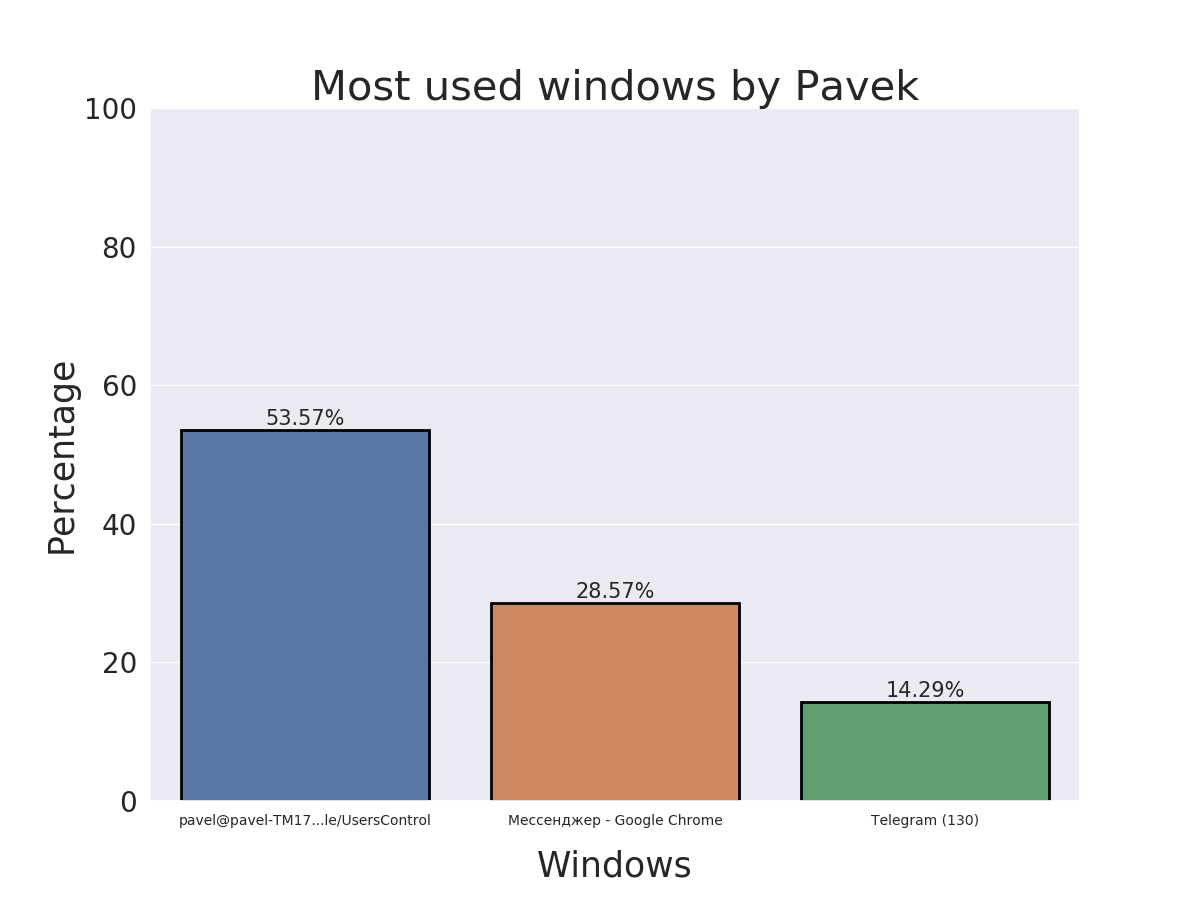 Most used windows by Pavek
100
80
60
40
20
0
Percentage
53.57%
28.57%
14.29%
pavel@pavel-TM17...le/UsersControl
Мессенджер - Google Chrome
Telegram (130)
Windows